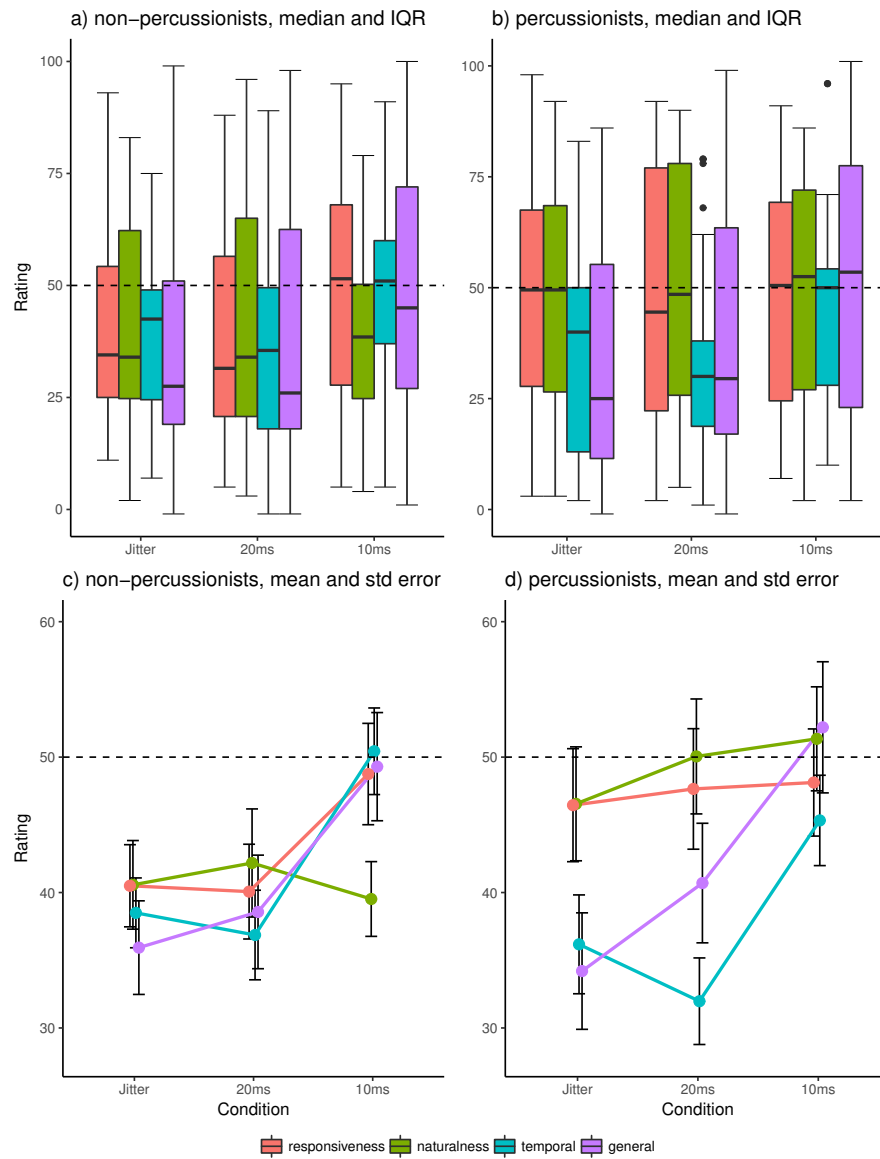 a) non−percussionists, median and IQR
b) percussionists, median and IQR
100
75
50
25
0
Rating
Jitter 20ms 10ms
100
75
50
25
0
Rating
Jitter 20ms 10ms
c) non−percussionists, mean and std error
d) percussionists, mean and std error
60
50
40
30
Rating
Jitter 20ms 10ms
Condition
60
50
40
30
Rating
Jitter 20ms 10ms
Condition
responsiveness naturalness temporal general